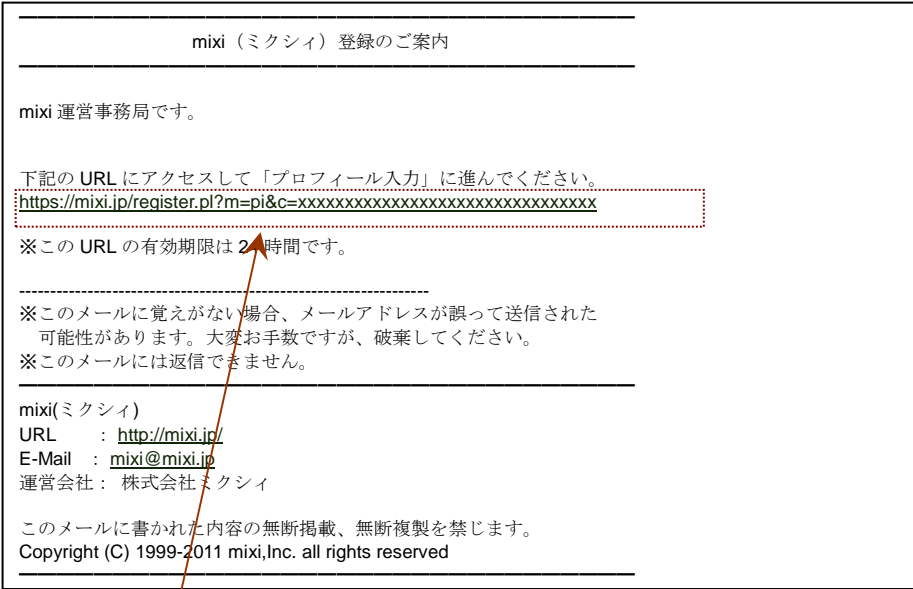 mixi（ミクシィ）登録のご案内
mixi 運営事務局です。
下記の URL にアクセスして「プロフィール入力」に進んでください。
https://mixi.jp/register.pl?m=pi&c=xxxxxxxxxxxxxxxxxxxxxxxxxxxxxxxx
※この URL の有効期限は 24 時間です。
------------------------------------------------------------------
※このメールに覚えがない場合、メールアドレスが誤って送信された
可能性があります。大変お手数ですが、破棄してください。
※このメールには返信できません。
mixi(ミクシィ)
URL ： http://mixi.jp/
E-Mail ： mixi@mixi.jp
運営会社： 株式会社ミクシィ
このメールに書かれた内容の無断掲載、無断複製を禁じます。
Copyright (C) 1999-2011 mixi,Inc. all rights reserved